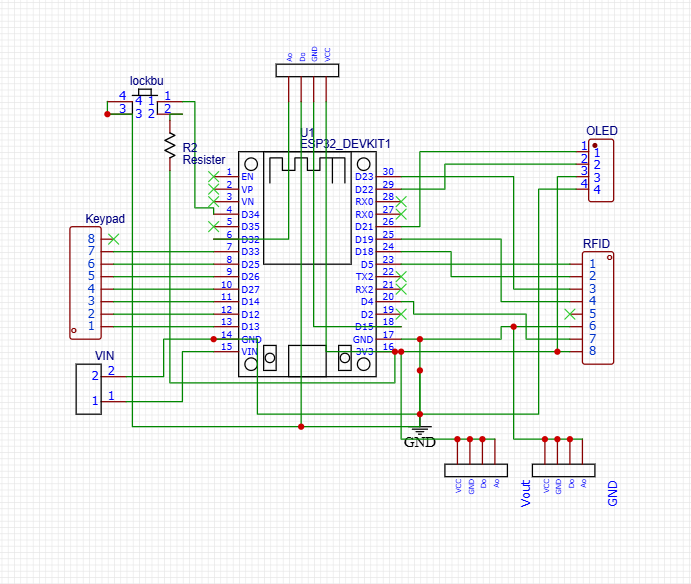 Ao Do GND VCC
lockbu
4 4 1 1
3 3 2 2
R2
Resister
U1
ESP32_DEVKIT1
1 EN
2 VP
3 VN
4 D34
5 D35
6 D32
7 D33
8 D25
9 D26
10 D27
11 D14
12 D12
13 D13
14 GND
15 VIN
D23 30
D22 29
RX0 28
RX0 27
D21 26
D19 25
D18 24
D5 23
TX2 22
RX2 21
D4 20
D2 19
D15 18
GND 17
3V3 16
OLED
1 1
2 2
3 3
4 4
Keypad
8
7
6
5
4
3
2
1
RFID
1
2
3
4
5
6
7
8
VIN
2 2
1 1
GND
VCC GND Do Ao
Vout
VCC GND Do Ao
GND